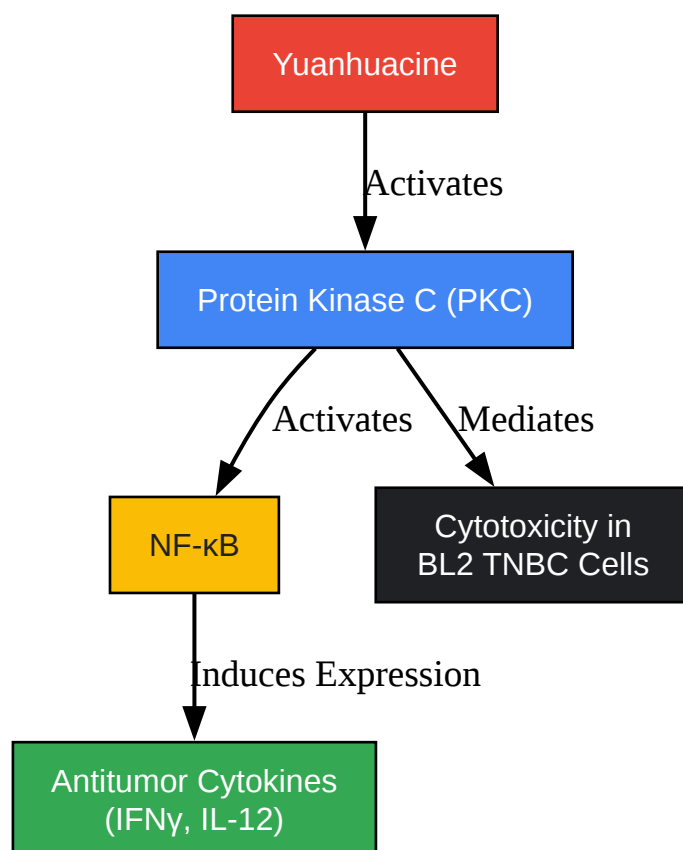 Yuanhuacine
Activates
Protein Kinase C (PKC)
Activates
Mediates
NF-κB
Cytotoxicity in
BL2 TNBC Cells
Induces Expression
Antitumor Cytokines
(IFNγ, IL-12)